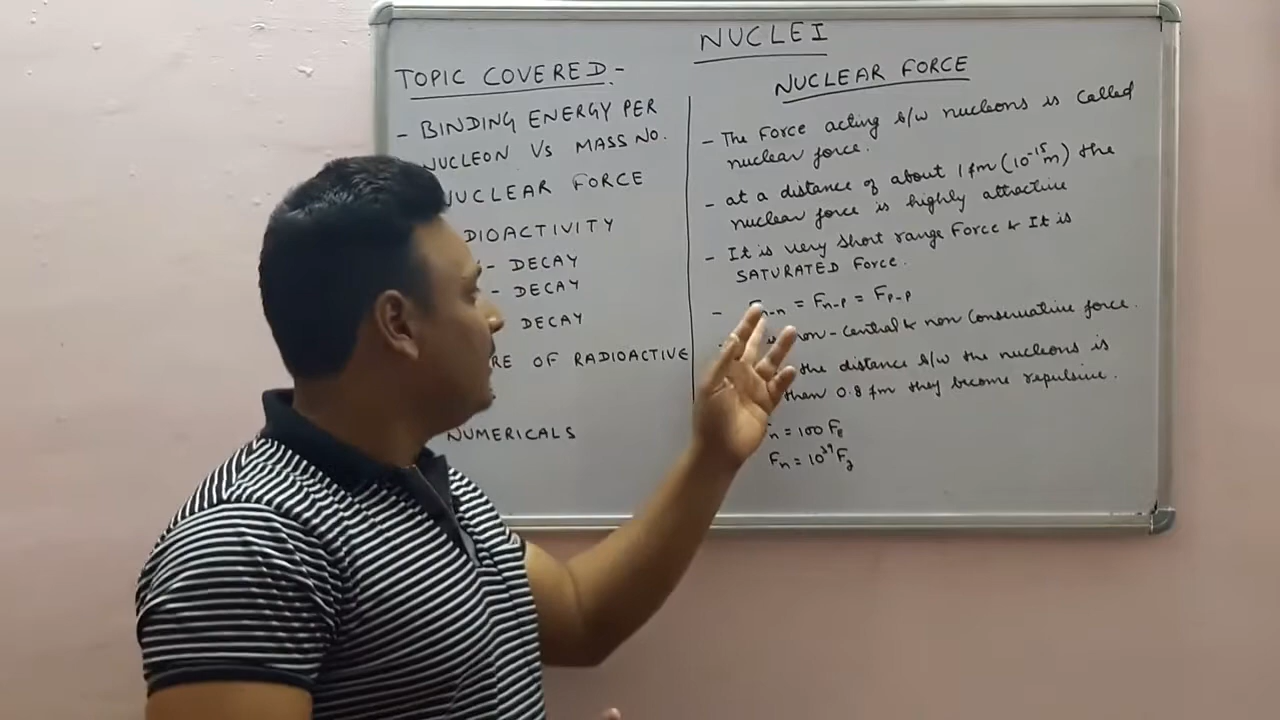 NUCLEI
TOPIC COVERED:-
- BINDING ENERGY PER
NUCLEON Vs MASS NO.
NUCLEAR FORCE
DIOACTIVITY
- DECAY
- DECAY
DECAY
RE OF RADIOACTIVE
NUMERICALS
NUCLEAR FORCE
- The Force acting b/w nucleons is called
nuclear force.
- at a distance of about 1 fm (10⁻¹⁵m) the
nuclear force is highly attractive
- It is very short range Force & It is
SATURATED Force.
- Fn-n = Fn-p = FP-P
non-central & non conservative force.
the distance b/w the nucleons is
than 0.8 fm they become repulsive.
n = 100 FE
Fn = 10³⁹ Fg